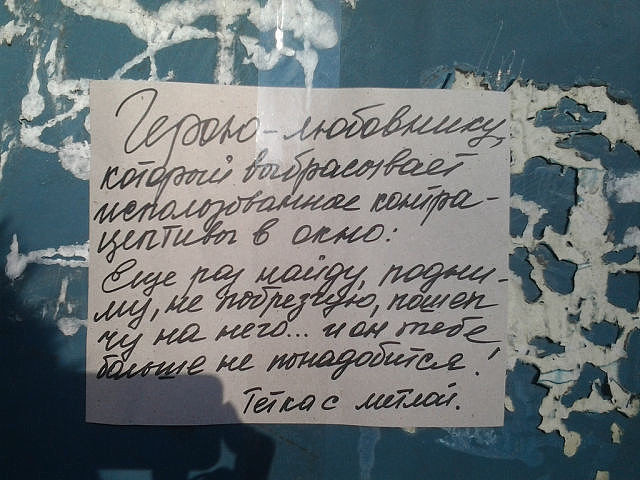 Герою-любовнику,
который выбрасывает
использованные контра-
цептивы в окно:
Еще раз найду, подни-
му, не побрезгую, пошеп
чу на него... и он тебе
больше не понадобится!
Тетка с метлой.